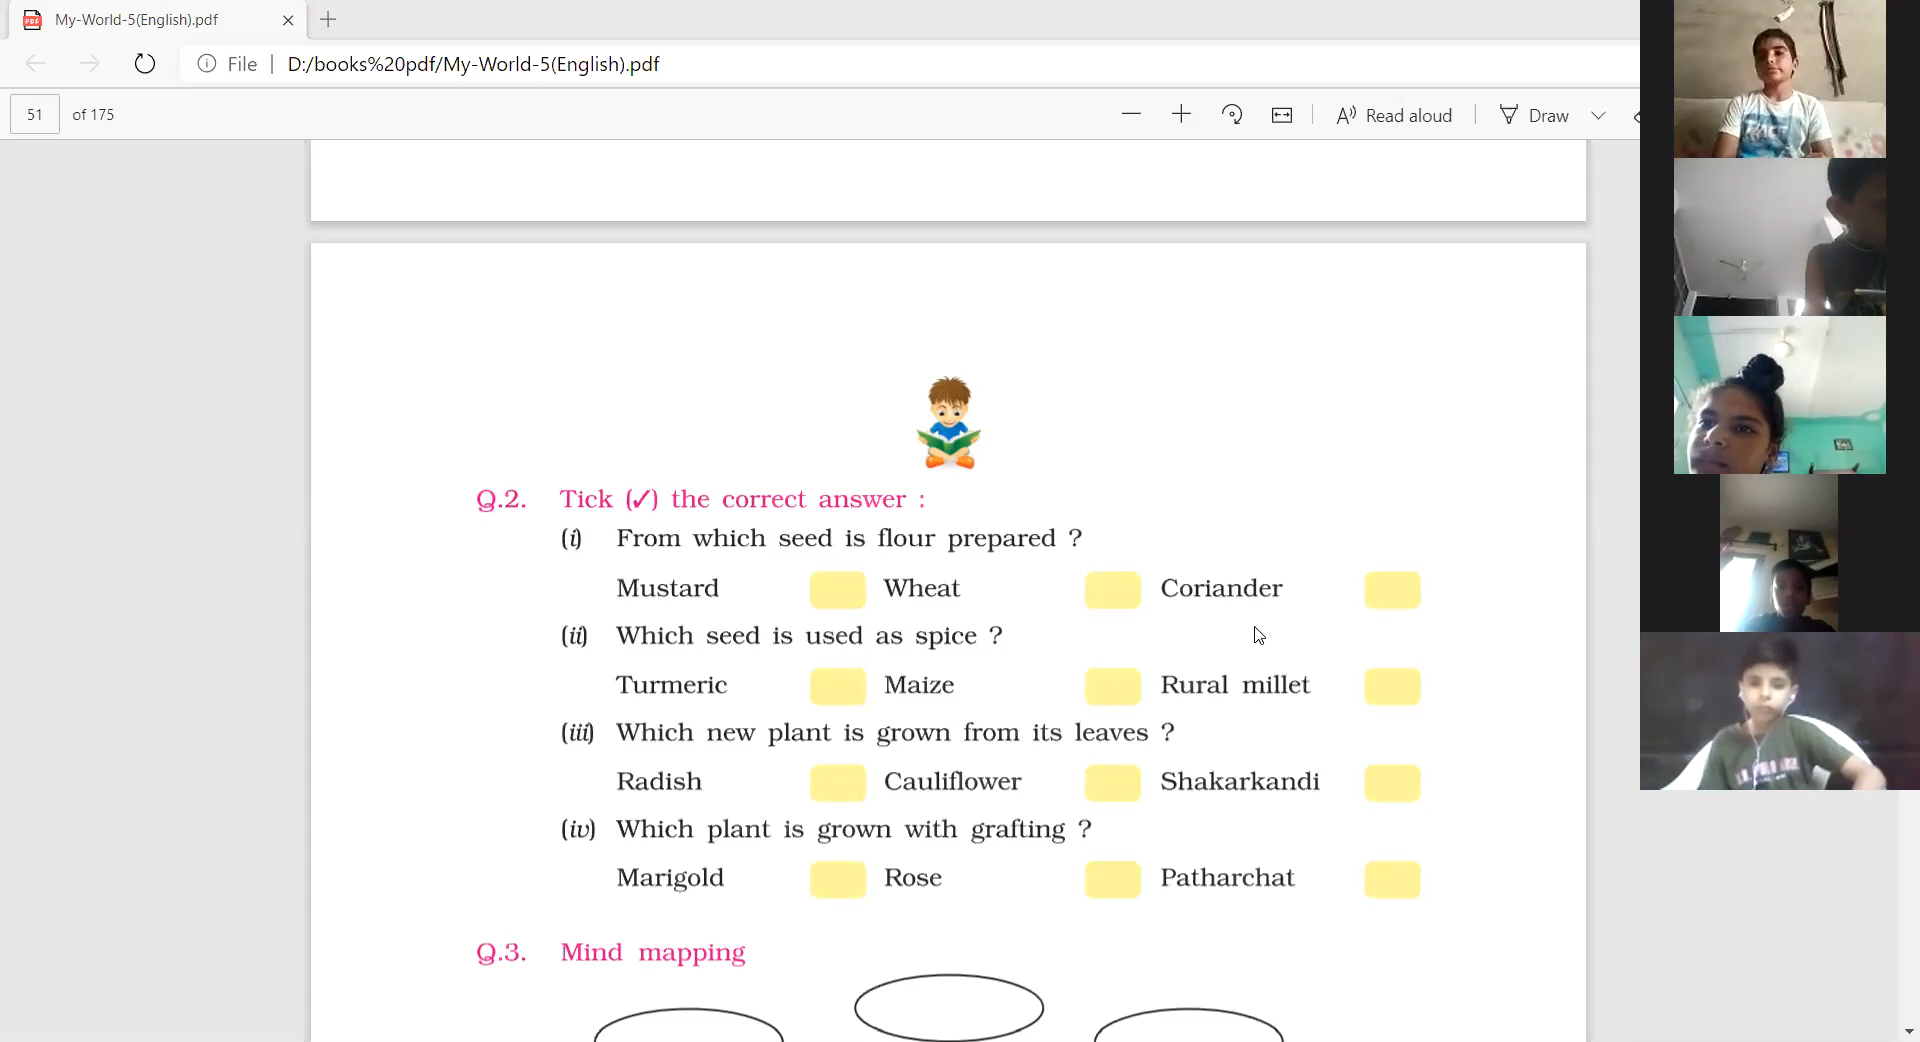 My-World-5(English).pdf
File | D:/books%20pdf/My-World-5(English).pdf
51 of 175
Read aloud
Draw
Q.2. Tick (✓) the correct answer :
(i) From which seed is flour prepared ?
Mustard Wheat Coriander
(ii) Which seed is used as spice ?
Turmeric Maize Rural millet
(iii) Which new plant is grown from its leaves ?
Radish Cauliflower Shakarkandi
(iv) Which plant is grown with grafting ?
Marigold Rose Patharchat
Q.3. Mind mapping